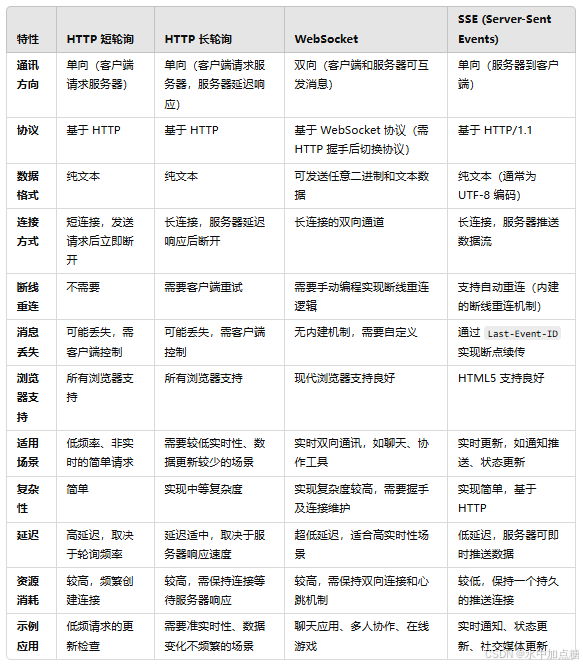 特性 HTTP 短轮询 HTTP 长轮询 WebSocket SSE (Server-Sent
Events)
通讯 单向（客户端 单向（客户端请求服 双向（客户端和服务器可互 单向（服务器到客户
方向 请求服务器） 务器，服务器延迟响 发消息） 端）
应）
协议 基于 HTTP 基于 HTTP 基于 WebSocket 协议（需 基于 HTTP/1.1
HTTP 握手后切换协议）
数据 纯文本 纯文本 可发送任意二进制和文本数 纯文本（通常为
格式 据 UTF-8 编码）
连接 短连接，发送 长连接，服务器延迟 长连接的双向通道 长连接，服务器推送
方式 请求后立即断 响应后断开 数据流
开
断线 不需要 需要客户端重试 需要手动编程实现断线重连 支持自动重连（内建
重连 逻辑 的断线重连机制）
消息 可能丢失，需 可能丢失，需客户端 无内建机制，需要自定义 通过 Last-Event-ID
丢失 客户端控制 控制 实现断点续传
浏览 所有浏览器支 所有浏览器支持 现代浏览器支持良好 HTML5 支持良好
器支 持
持
适用 低频率、非实 需要较低实时性、数 实时双向通讯，如聊天、协 实时更新，如通知推
场景 时的简单请求 据更新较少的场景 作工具 送、状态更新
复杂 简单 实现中等复杂度 实现复杂度较高，需要握手 实现简单，基于
性 及连接维护 HTTP
延迟 高延迟，取决 延迟适中，取决于服 超低延迟，适合高实时性场 低延迟，服务器可即
于轮询频率 务器响应速度 景 时推送数据
资源 较高，频繁创 较高，需保持连接等 较高，需保持双向连接和心 较低，保持一个持久
消耗 建连接 待服务器响应 跳机制 的推送连接
示例 低频请求的更 需要准实时性、数据 聊天应用、多人协作、在线 实时通知、状态更
应用 新检查 变化不频繁的场景 游戏 新、社交媒体更新
CSDN @水中加点糖